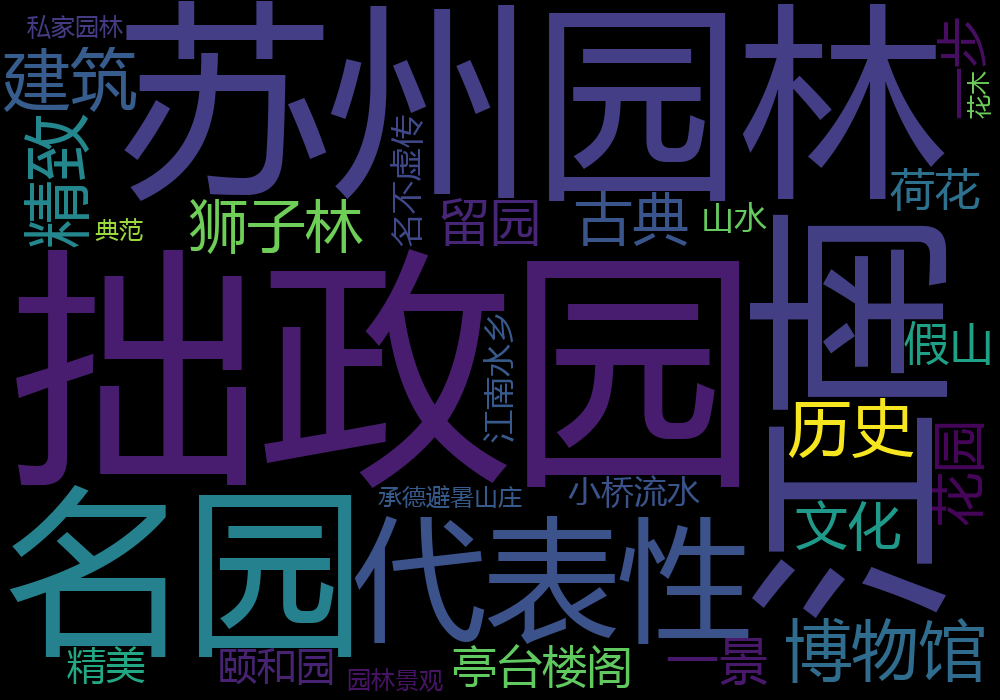 私家园林
苏州园林
一步
建筑
花木
精致
名不虚传
荷花
狮子林
留园
古典
山水
典范
拙政园
江南
江南水乡
假山
历史
花园
名园
承德避暑山庄
小桥流水
代表性
文化
精美
颐和园
园林景观
亭台楼阁
一景
博物馆